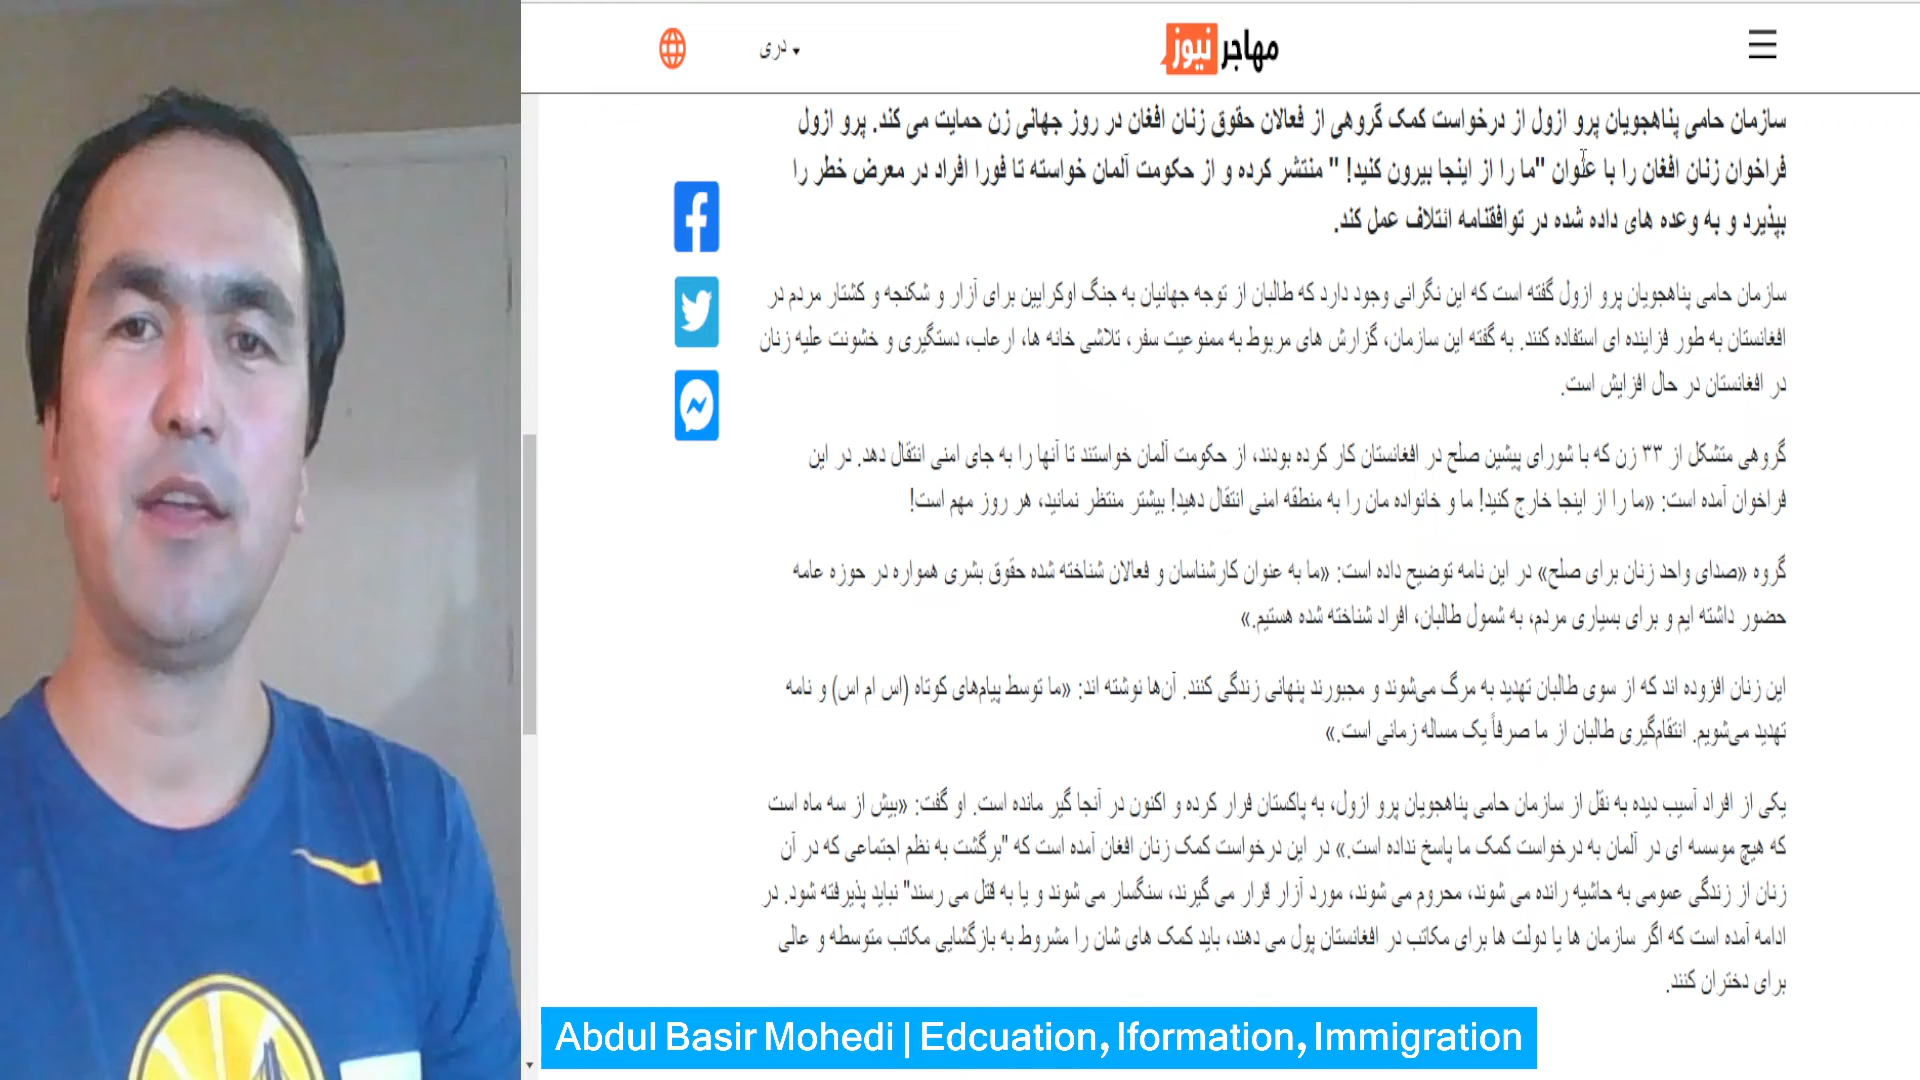 مهاجر نیوز
دری
سازمان حامی پناهجویان پرو ازول از درخواست کمک گروهی از فعالان حقوق زنان افغان در روز جهانی زن حمایت می کند. پرو ازول
فراخوان زنان افغان را با عنوان "ما را از اینجا بیرون کنید! " منتشر کرده و از حکومت آلمان خواسته تا فورا افراد در معرض خطر را
بپذیرد و به وعده های داده شده در توافقنامه ائتلاف عمل کند.
سازمان حامی پناهجویان پرو ازول گفته است که این نگرانی وجود دارد که طالبان از توجه جهانیان به جنگ اوکرایین برای آزار و شکنجه و کشتار مردم در
افغانستان به طور فزاینده ای استفاده کنند. به گفته این سازمان، گزارش های مربوط به ممنوعیت سفر، تلاشی خانه ها، ارعاب، دستگیری و خشونت علیه زنان
در افغانستان در حال افزایش است.
گروهی متشکل از ۳۳ زن که با شورای پیشین صلح در افغانستان کار کرده بودند، از حکومت آلمان خواستند تا آنها را به جای امنی انتقال دهد. در این
فراخوان آمده است: «ما را از اینجا خارج کنید! ما و خانواده مان را به منطقه امنی انتقال دهید! بیشتر منتظر نمانید، هر روز مهم است!
گروه «صدای واحد زنان برای صلح» در این نامه توضیح داده است: «ما به عنوان کارشناسان و فعالان شناخته شده حقوق بشری همواره در حوزه عامه
حضور داشته ایم و برای بسیاری مردم، به شمول طالبان، افراد شناخته شده هستیم.»
این زنان افزوده اند که از سوی طالبان تهدید به مرگ می‌شوند و مجبورند پنهانی زندگی کنند. آن‌ها نوشته اند: «ما توسط پیام‌های کوتاه (اس ام اس) و نامه
تهدید می‌شویم. انتقام‌گیری طالبان از ما صرفاً یک مساله زمانی است.»
یکی از افراد آسیب دیده به نقل از سازمان حامی پناهجویان پرو ازول، به پاکستان فرار کرده و اکنون در آنجا گیر مانده است. او گفت: «بیش از سه ماه است
که هیچ موسسه ای در آلمان به درخواست کمک ما پاسخ نداده است.» در این درخواست کمک زنان افغان آمده است که "برگشت به نظم اجتماعی که در آن
زنان از زندگی عمومی به حاشیه رانده می شوند، محروم می شوند، مورد آزار قرار می گیرند، سنگسار می شوند و یا به قتل می رسند" نباید پذیرفته شود. در
ادامه آمده است که اگر سازمان ها یا دولت ها برای مکاتب در افغانستان پول می دهند، باید کمک های شان را مشروط به بازگشایی مکاتب متوسطه و عالی
برای دختران کنند.
Abdul Basir Mohedi | Edcuation, Iformation, Immigration